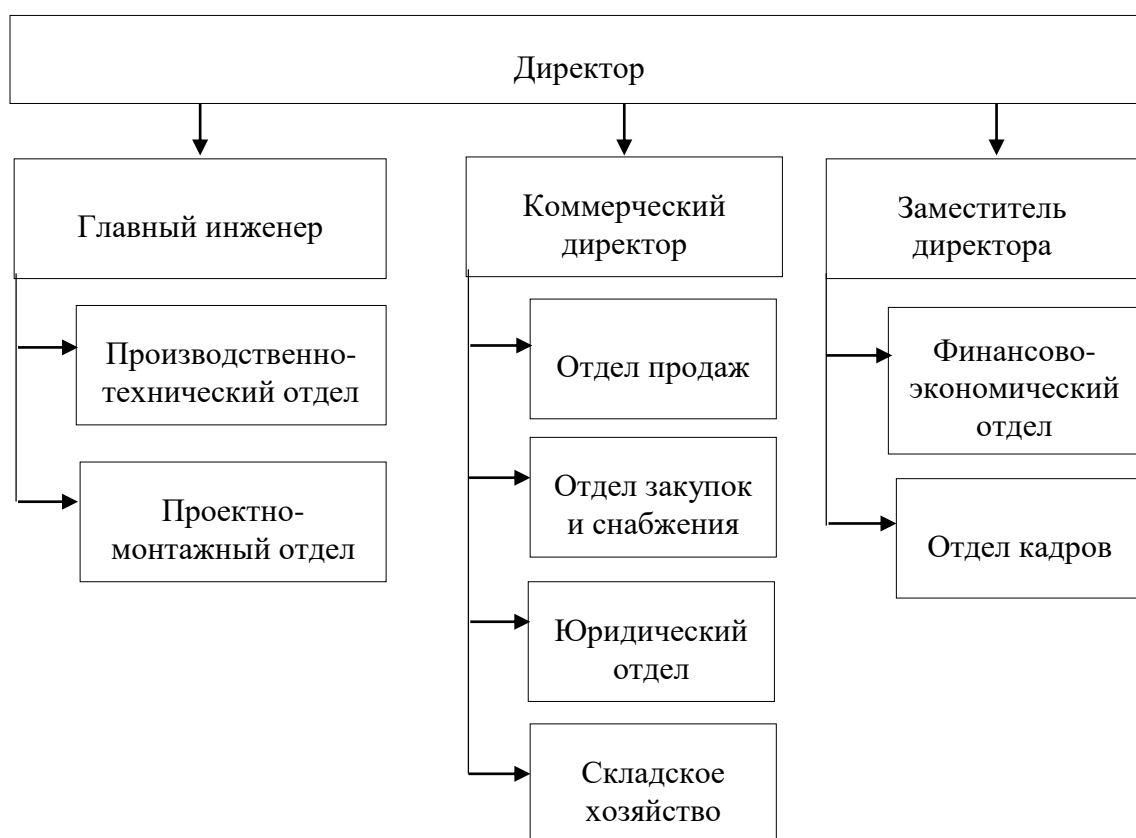 Директор
Главный инженер
Коммерческий
директор
Заместитель
директора
Производственно-
технический отдел
Проектно-
монтажный отдел
Отдел продаж
Отдел закупок
и снабжения
Юридический
отдел
Складское
хозяйство
Финансово-
экономический
отдел
Отдел кадров